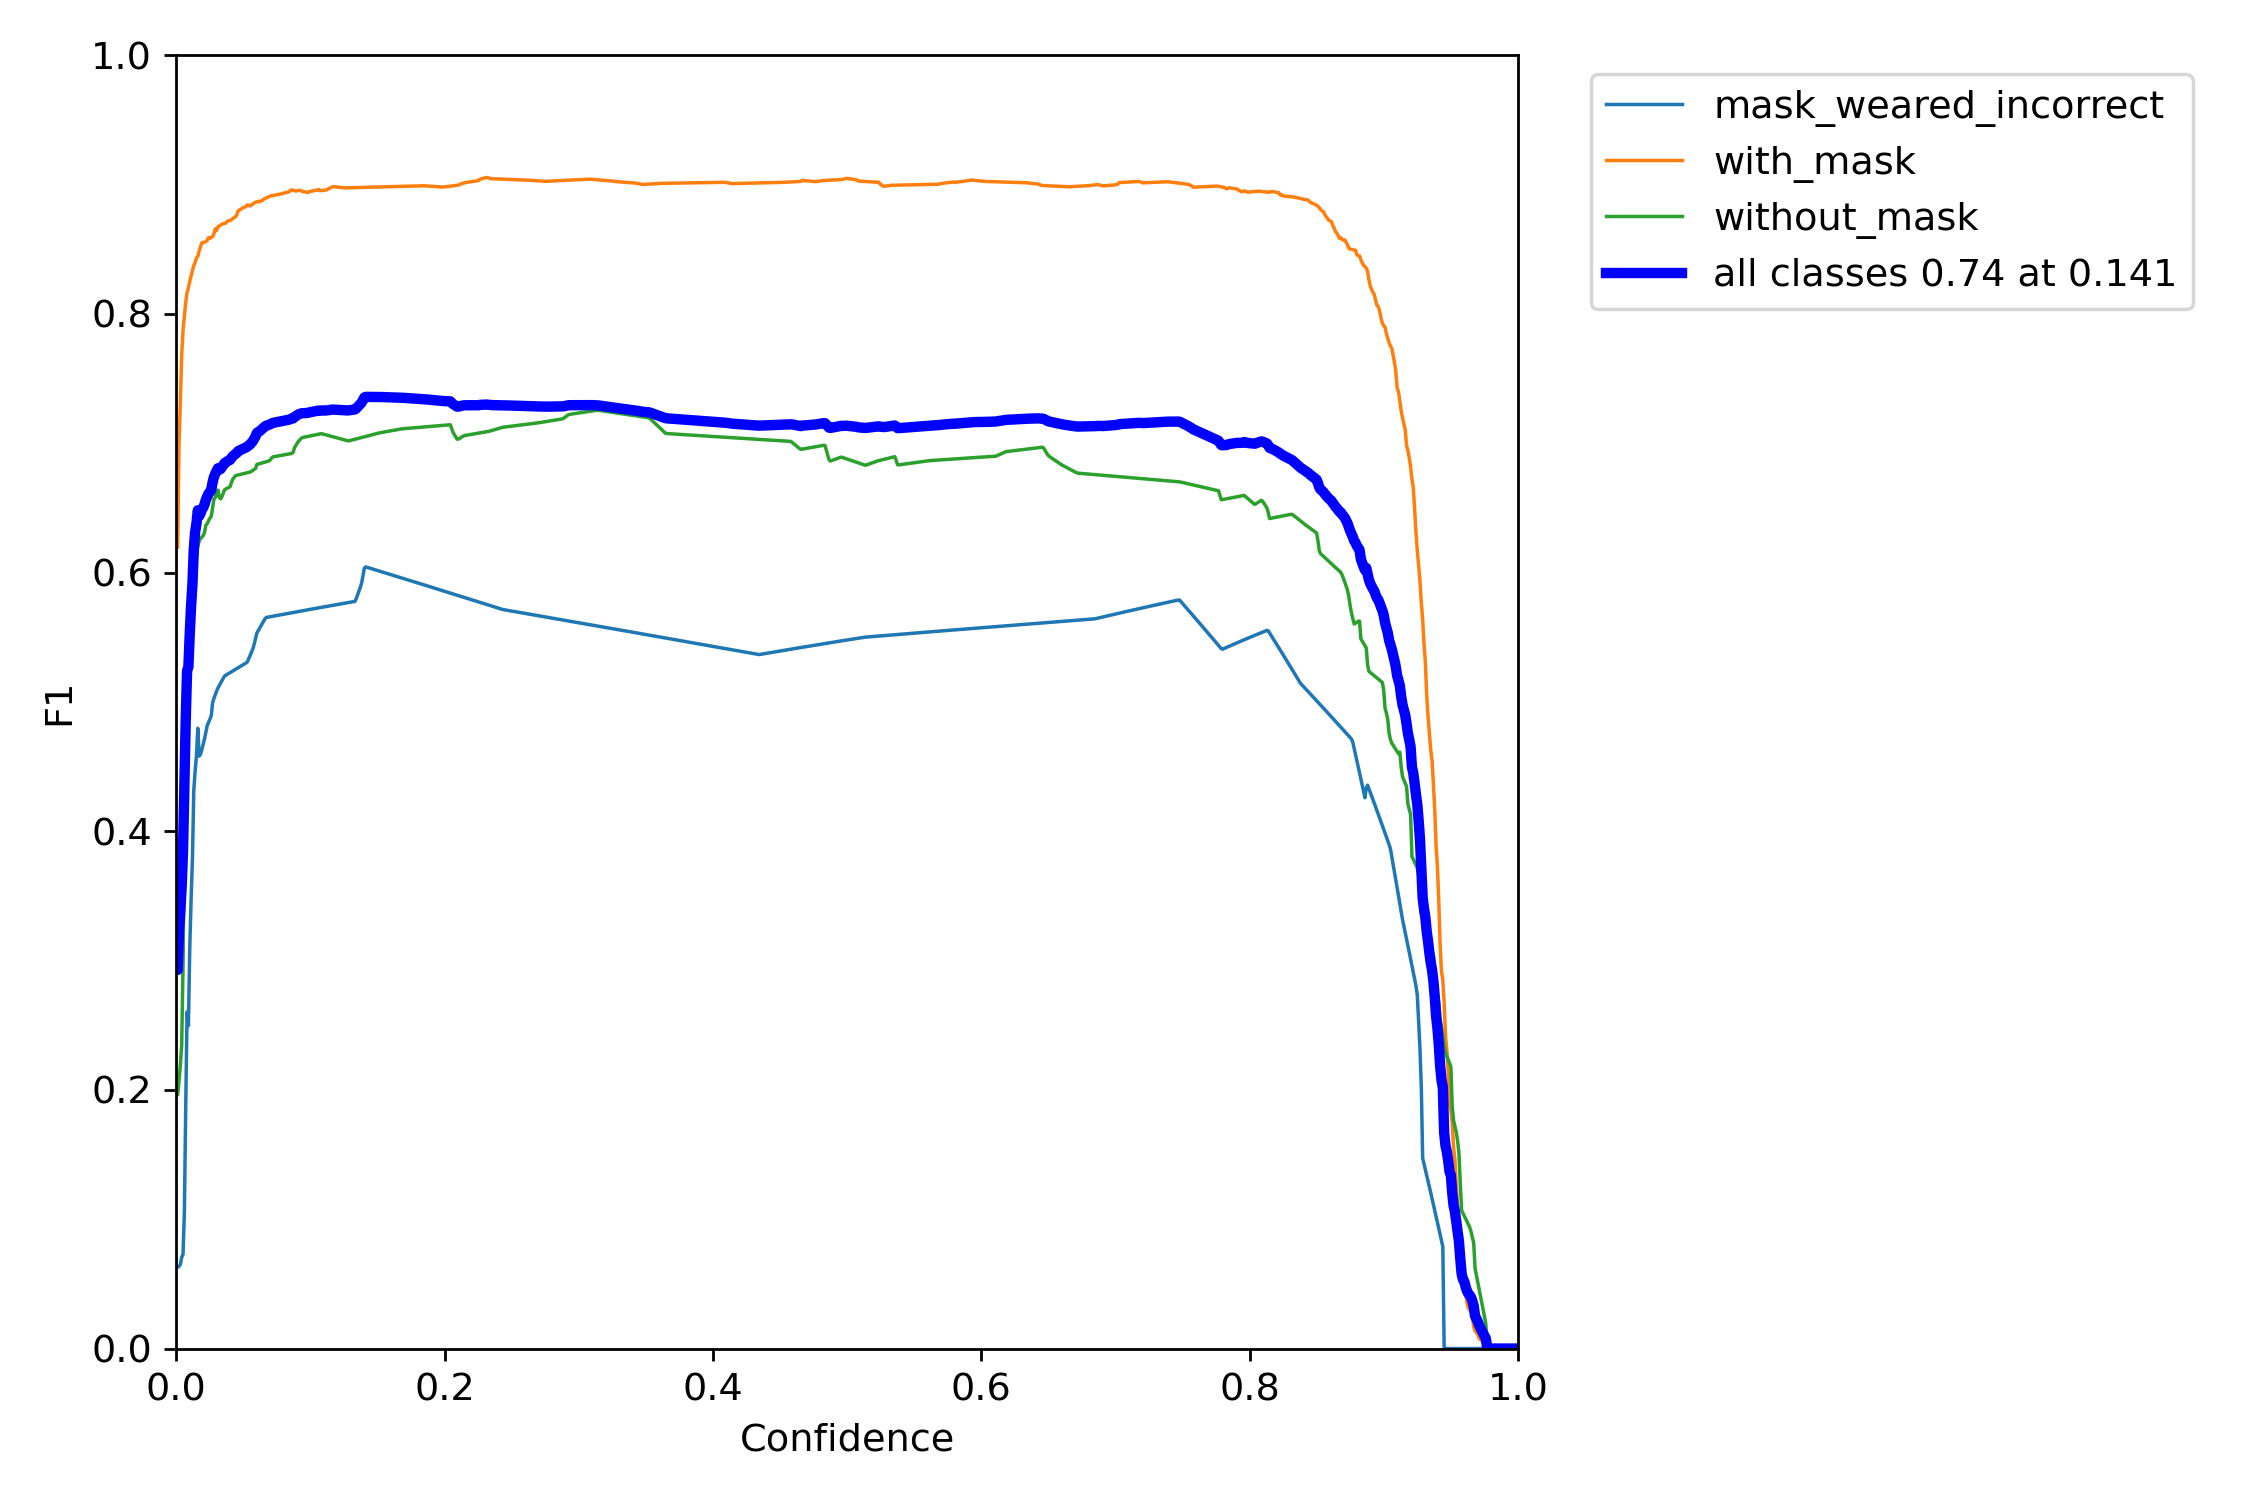 1.0
0.8
0.6
0.4
0.2
0.0
F1
0.0 0.2 0.4 0.6 0.8 1.0
Confidence
mask_weared_incorrect
with_mask
without_mask
all classes 0.74 at 0.141